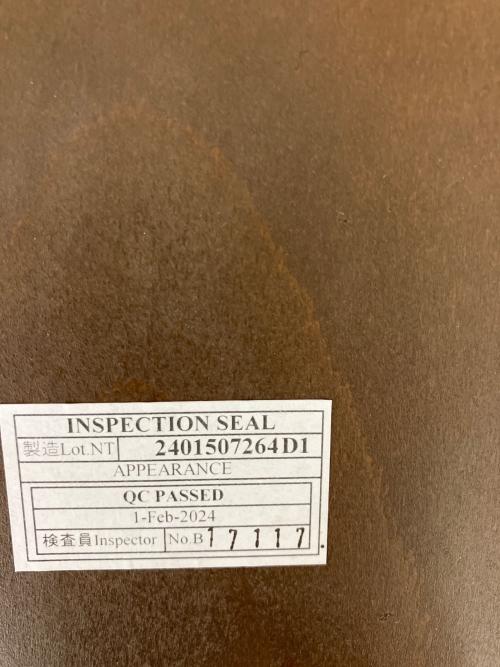 INSPECTION SEAL
製造Lot.NT 2401507264D1
APPEARANCE
QC PASSED
1-Feb-2024
検査員Inspector No.B 17117.